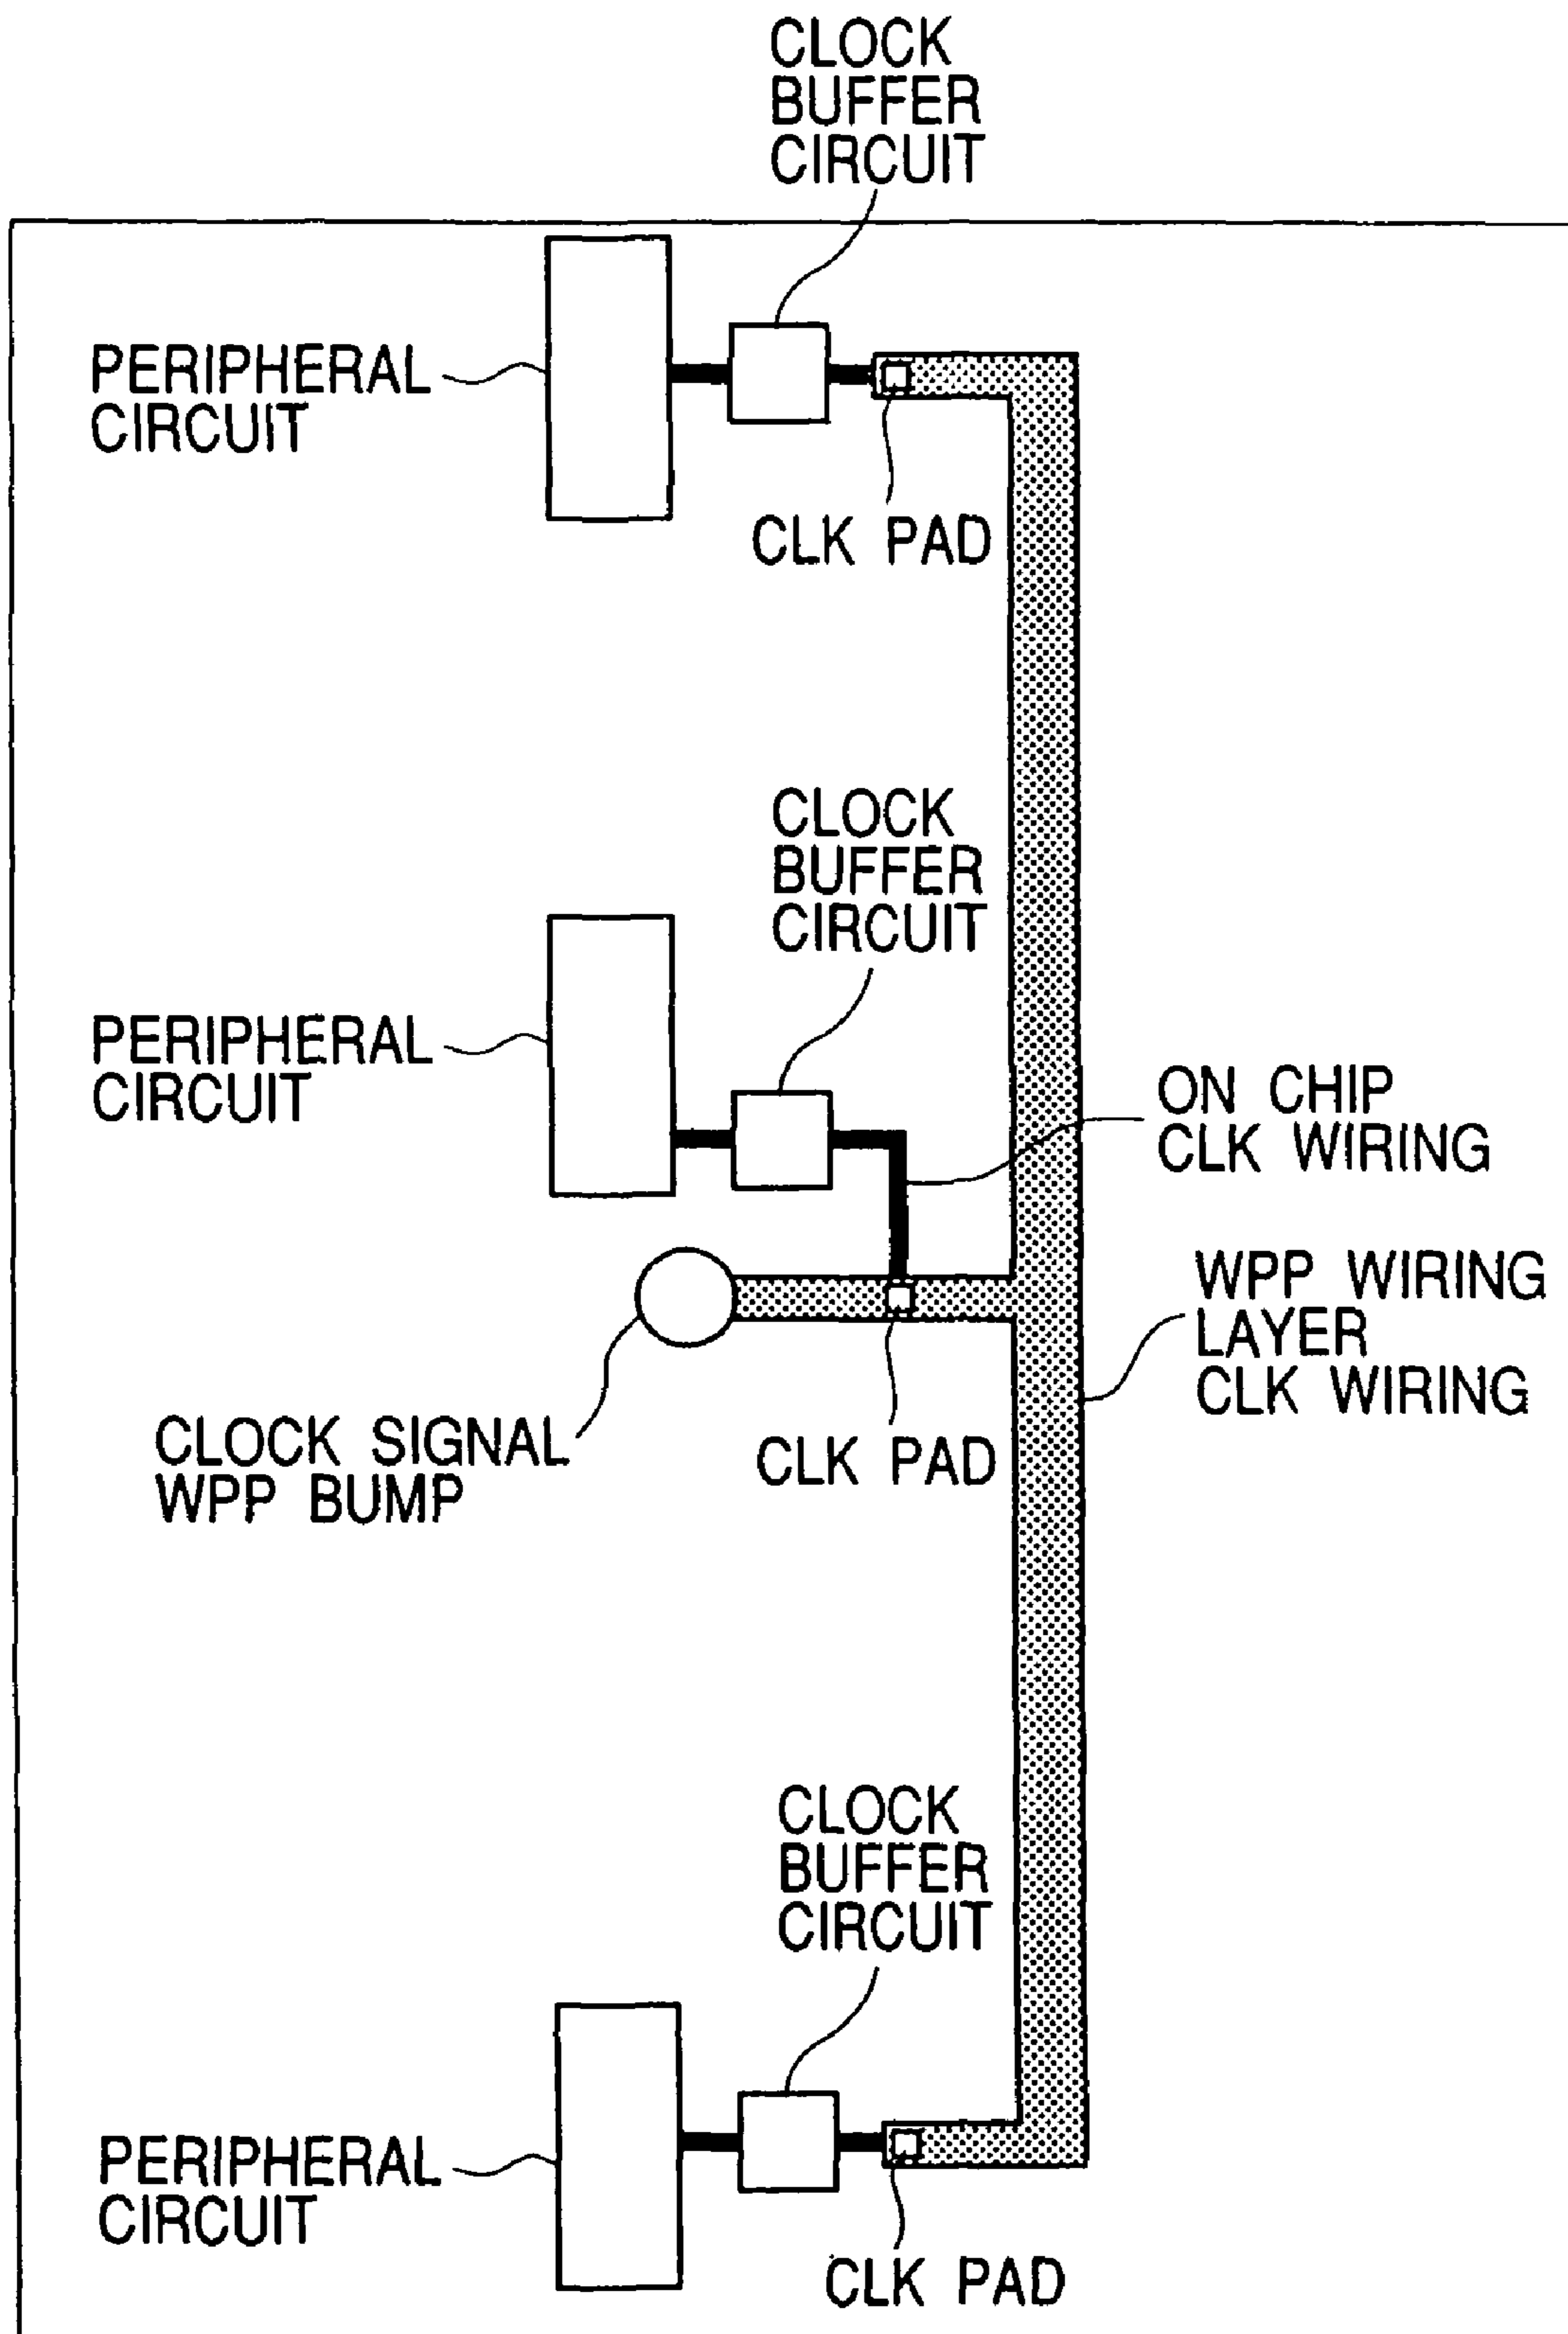 CLOCK
BUFFER
CIRCUIT
PERIPHERAL
CIRCUIT
CLK PAD
CLOCK
BUFFER
CIRCUIT
PERIPHERAL
CIRCUIT
ON CHIP
CLK WIRING
WPP WIRING
LAYER
CLK WIRING
CLOCK SIGNAL
WPP BUMP
CLK PAD
CLOCK
BUFFER
CIRCUIT
PERIPHERAL
CIRCUIT
CLK PAD